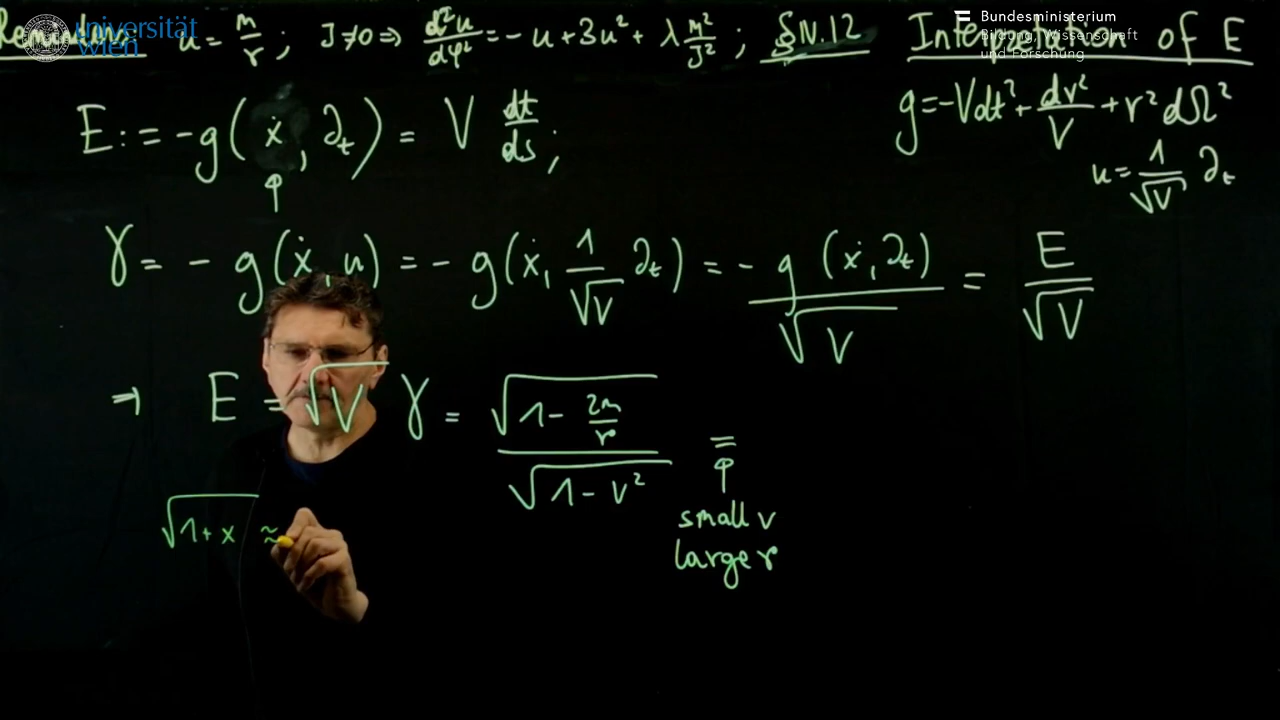 Reminders u = m/r ; J≠0 ⇒ d²u/dφ² = - u + 3u² + λ m²/J² ; § IV.12 Interpretation of E
universität wien
Bundesministerium
Bildung, Wissenschaft
und Forschung
E := - g( ẋ , ∂ₜ ) = V dt/ds ;
g = -V dt² + dr²/V + r² dΩ²
u = 1/√V ∂ₜ
γ = - g( ẋ, u ) = - g( ẋ, 1/√V ∂ₜ ) = - g ( ẋ, ∂ₜ )/√V = E/√V
⇒ E = √V γ = √(1 - 2m/r)/√(1 - v²) =
small v
large r
√(1 + x) ≈